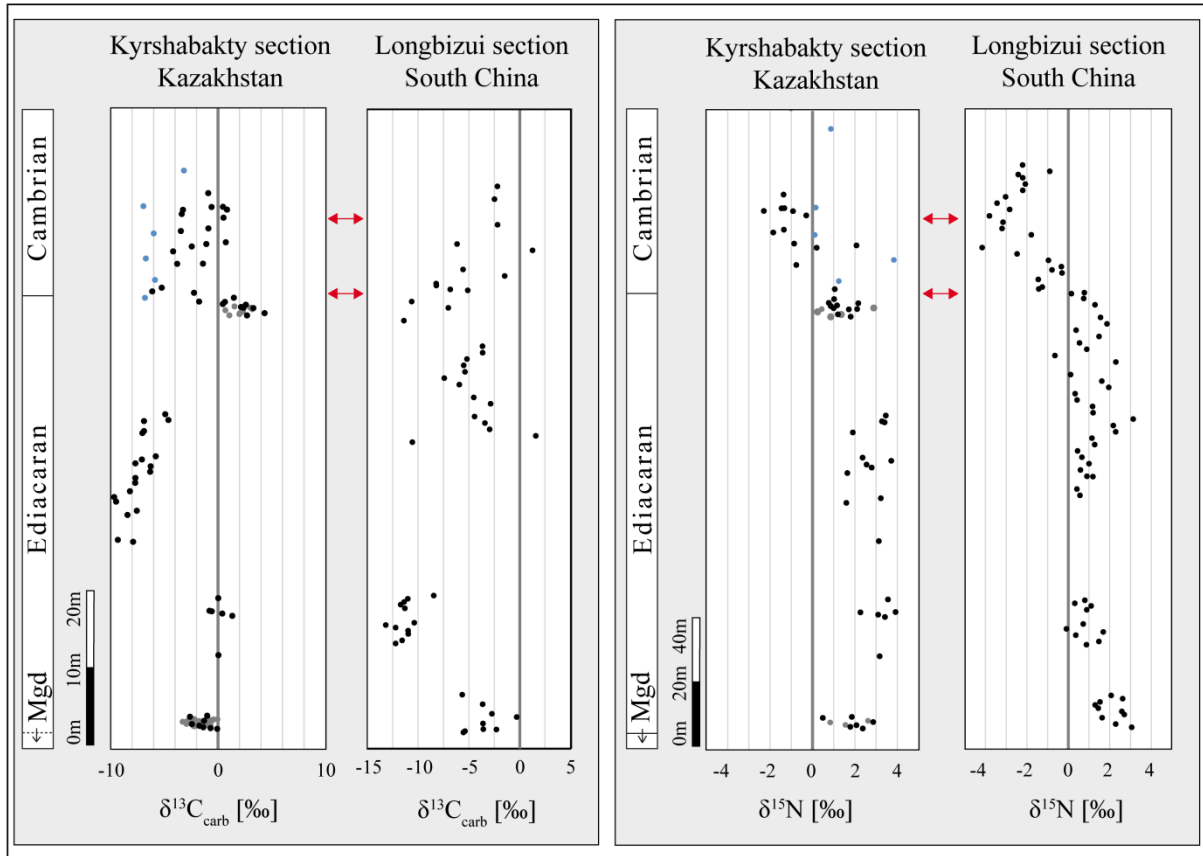 Kyrshabakty section
Kazakhstan
Longbizui section
South China
Cambrian
Ediacaran
Mgd
20m
10m
0m
-10 0 10
-15 -10 -5 0 5
δ¹³C_carb [‰]
δ¹³C_carb [‰]
Kyrshabakty section
Kazakhstan
Longbizui section
South China
Cambrian
Ediacaran
Mgd
40m
20m
0m
-4 -2 0 2 4
-4 -2 0 2 4
δ¹⁵N [‰]
δ¹⁵N [‰]